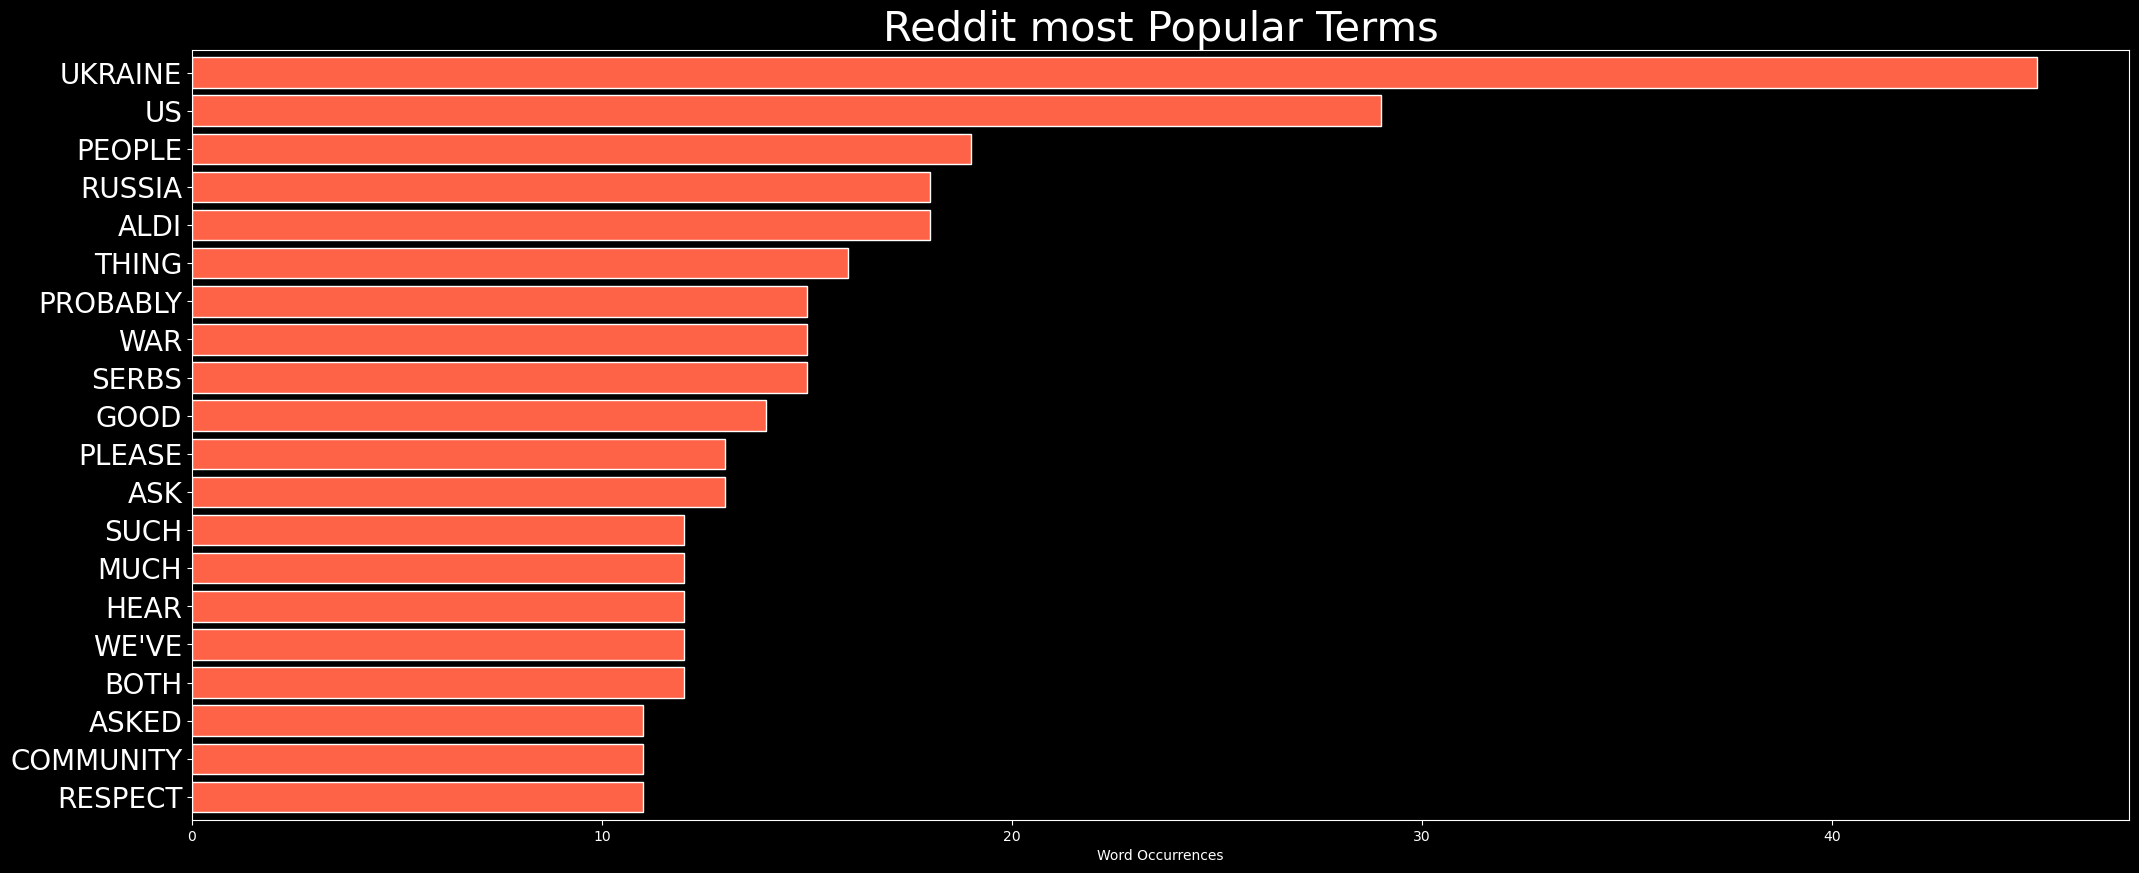 Reddit most Popular Terms
UKRAINE
US
PEOPLE
RUSSIA
ALDI
THING
PROBABLY
WAR
SERBS
GOOD
PLEASE
ASK
SUCH
MUCH
HEAR
WE'VE
BOTH
ASKED
COMMUNITY
RESPECT
0 10 20 30 40
Word Occurrences